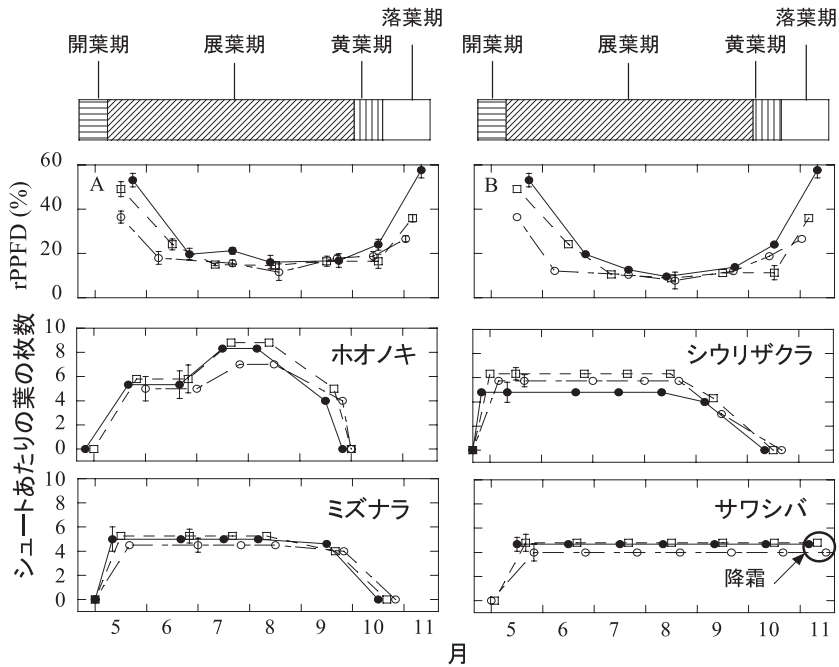 落葉期
落葉期
開葉期 展葉期 黄葉期
開葉期 展葉期 黄葉期
rPPFD (%)
60
40
20
0
A
B
シュートあたりの葉の枚数
10
8
6
4
2
0
ホオノキ
シウリザクラ
10
8
6
4
2
0
ミズナラ
サワシバ
降霜
5 6 7 8 9 10 11
5 6 7 8 9 10 11
月